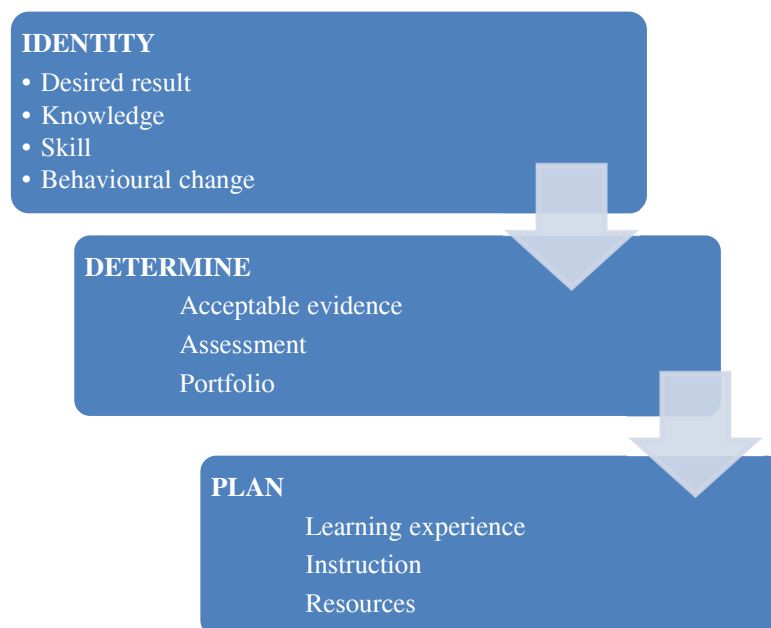 IDENTITY
• Desired result
• Knowledge
• Skill
• Behavioural change
DETERMINE
Acceptable evidence
Assessment
Portfolio
PLAN
Learning experience
Instruction
Resources